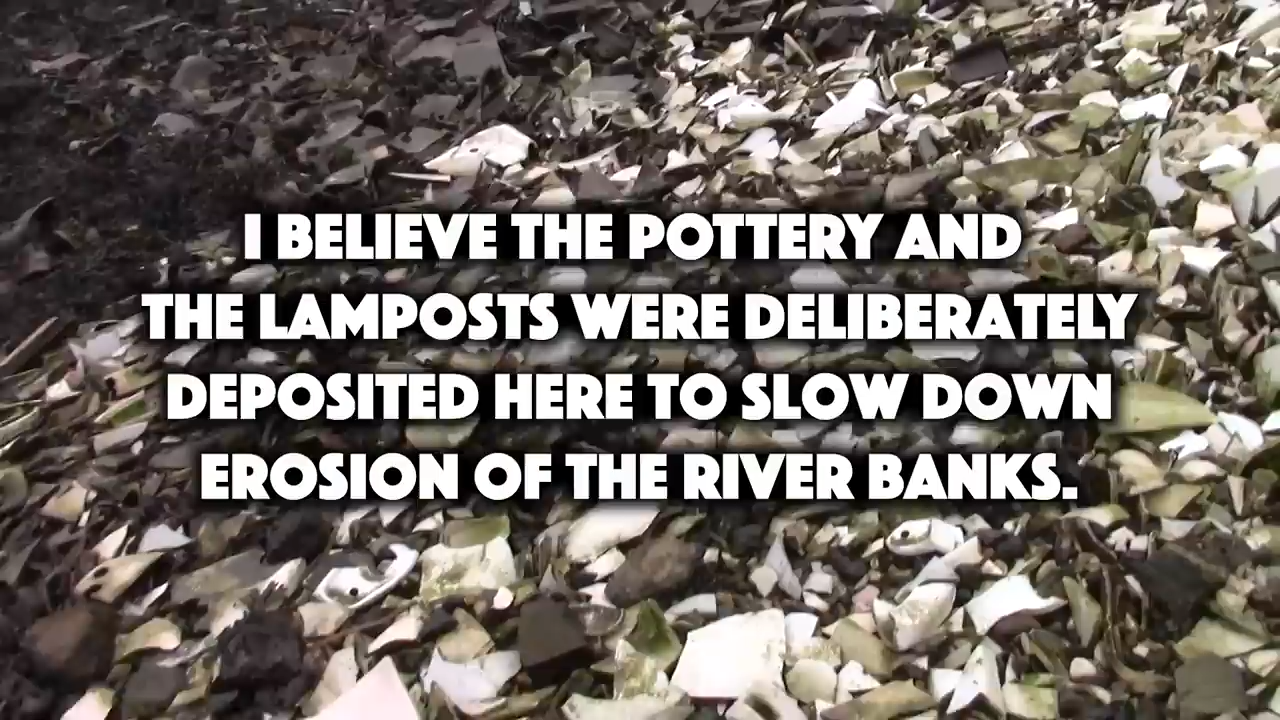 I BELIEVE THE POTTERY AND
THE LAMPOSTS WERE DELIBERATELY
DEPOSITED HERE TO SLOW DOWN
EROSION OF THE RIVER BANKS.